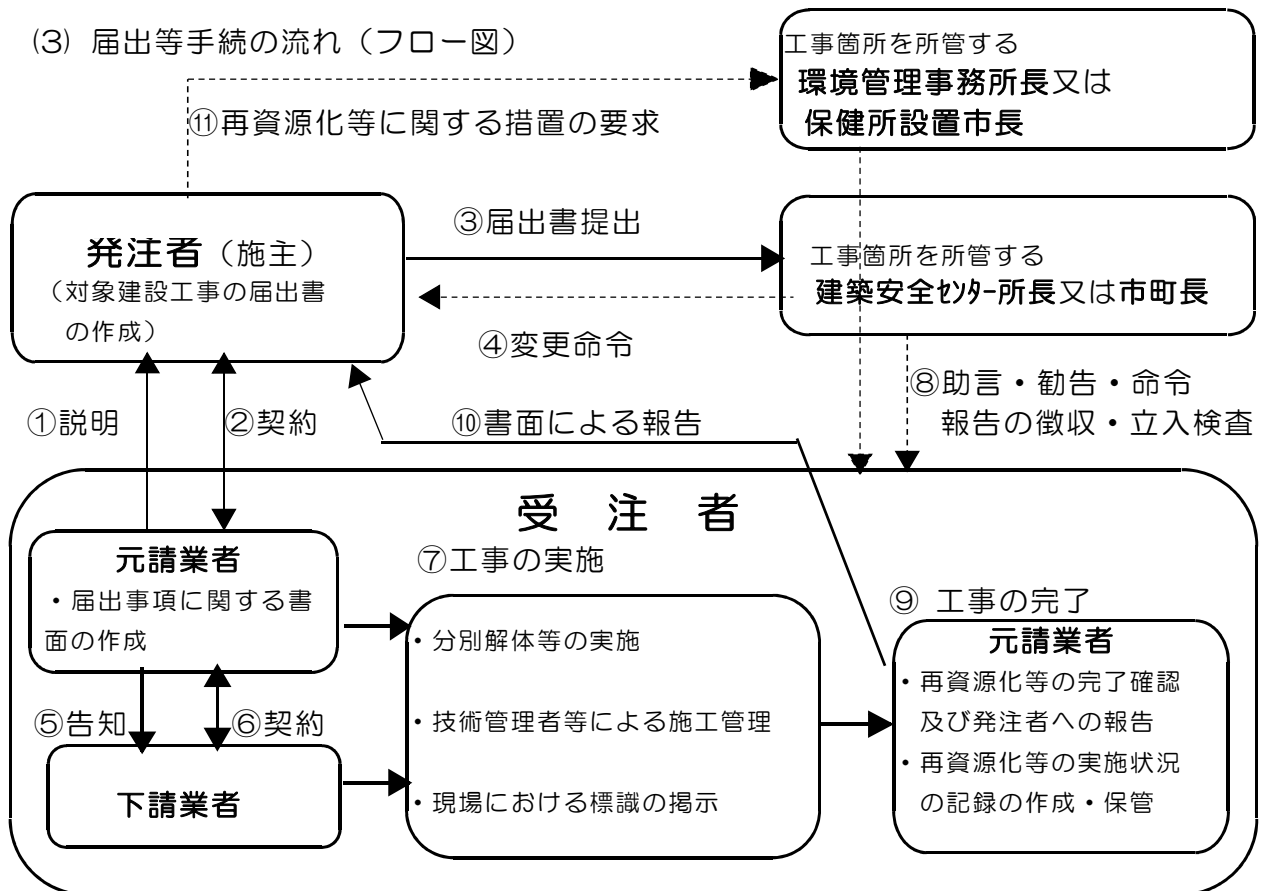 ⑶ 届出等手続の流れ（フロー図）
工事箇所を所管する
環境管理事務所長又は
保健所設置市長
⑪再資源化等に関する措置の要求
発注者（施主）
（対象建設工事の届出書
の作成）
③届出書提出
工事箇所を所管する
建築安全ｾﾝﾀｰ所長又は市町長
④変更命令
①説明
②契約
⑩書面による報告
⑧助言・勧告・命令
報告の徴収・立入検査
受 注 者
元請業者
・届出事項に関する書
面の作成
⑤告知
⑥契約
下請業者
⑦工事の実施
・分別解体等の実施
・技術管理者等による施工管理
・現場における標識の掲示
⑨ 工事の完了
元請業者
・再資源化等の完了確認
及び発注者への報告
・再資源化等の実施状況
の記録の作成・保管